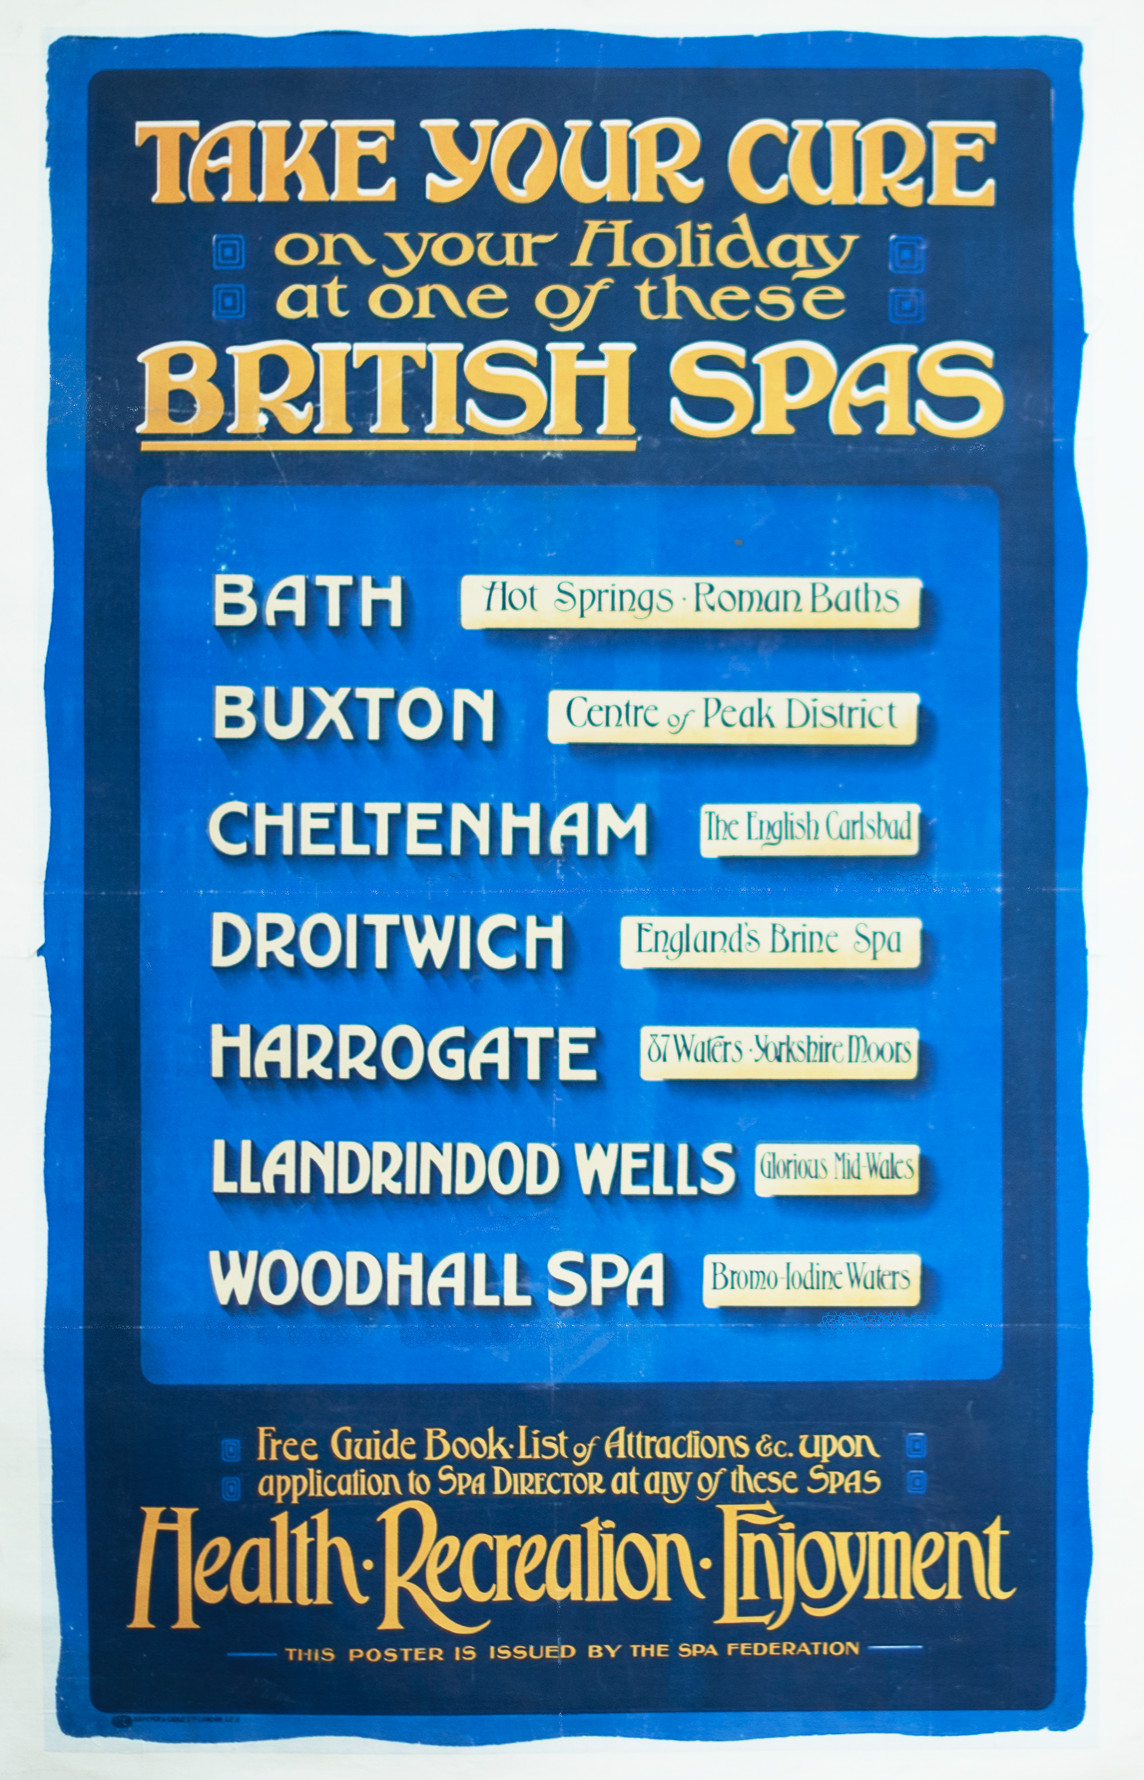 TAKE YOUR CURE
on your Holiday
at one of these
BRITISH SPAS
BATH Hot Springs · Roman Baths
BUXTON Centre of Peak District
CHELTENHAM The English Carlsbad
DROITWICH England's Brine Spa
HARROGATE 87 Waters · Yorkshire Moors
LLANDRINDOD WELLS Glorious Mid-Wales
WOODHALL SPA Bromo-Iodine Waters
Free Guide Book · List of Attractions &c. upon
application to SPA DIRECTOR at any of these SPAS
Health · Recreation · Enjoyment
THIS POSTER IS ISSUED BY THE SPA FEDERATION